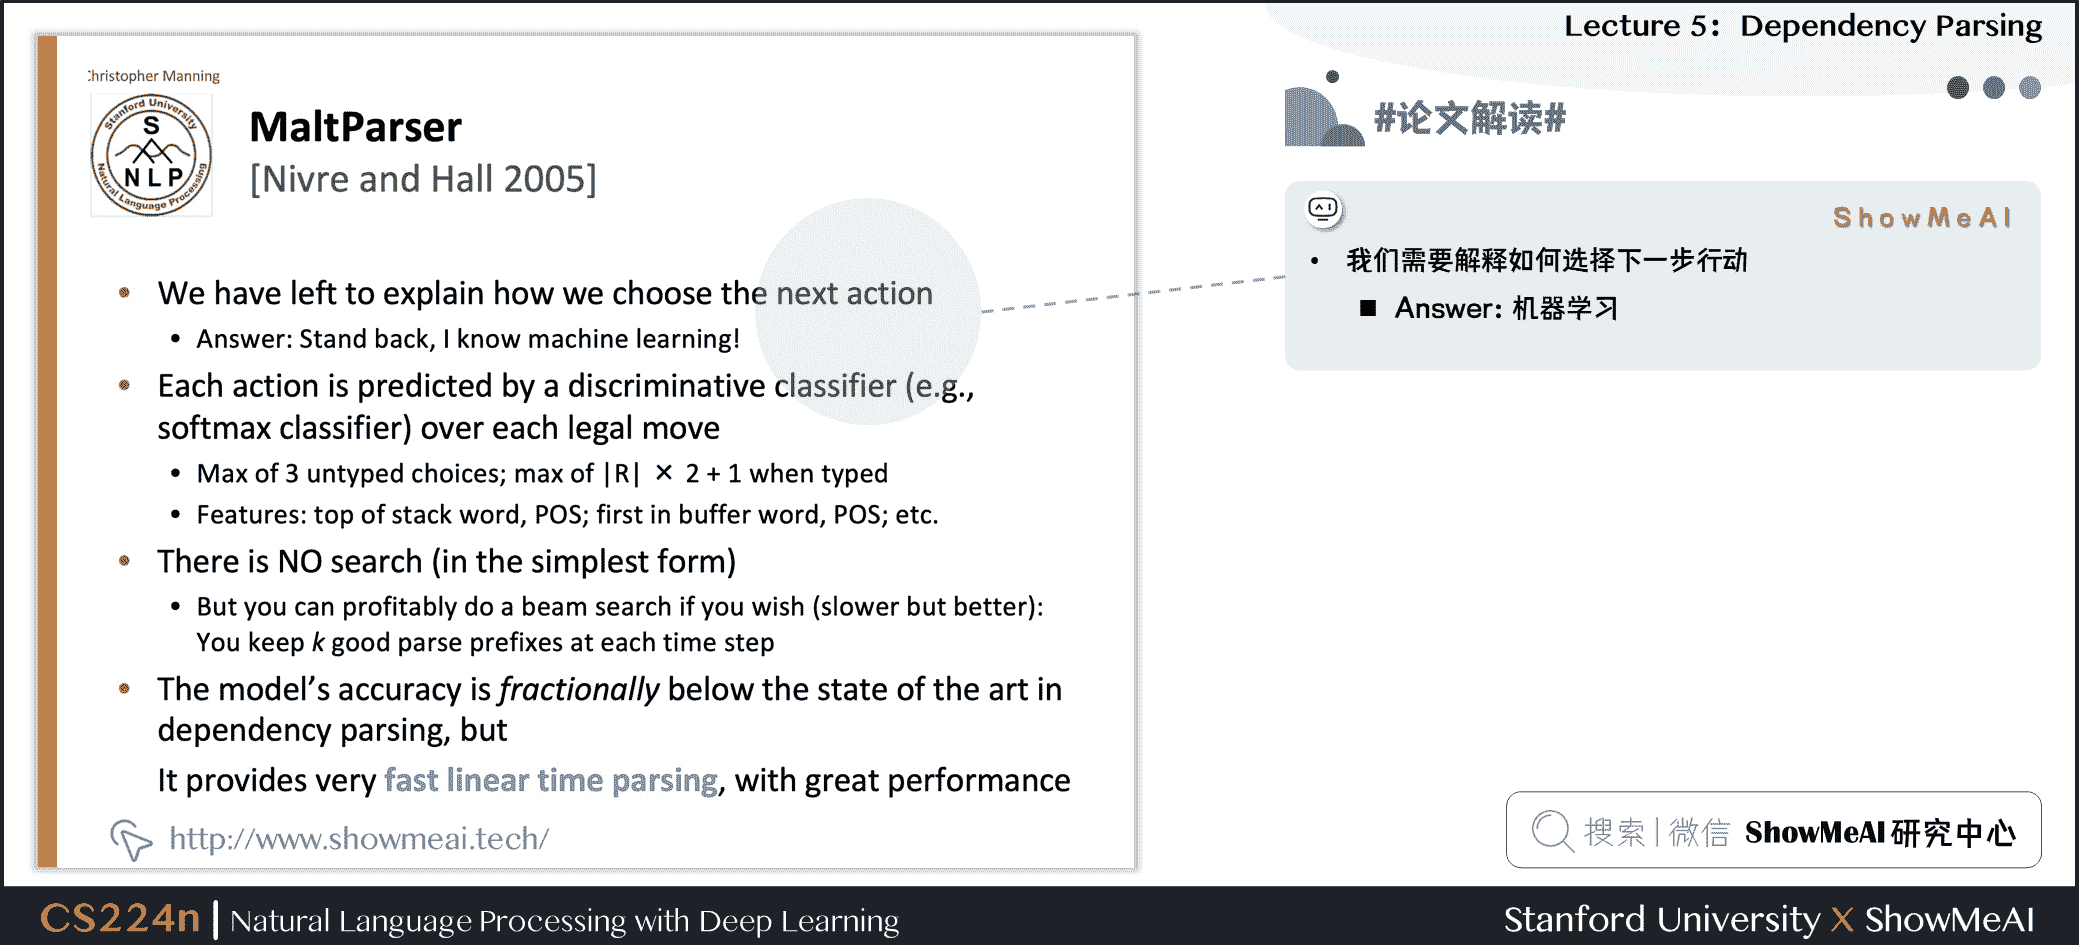 Lecture 5: Dependency Parsing
Christopher Manning
Stanford University
S
N L P
Natural Language Processing
MaltParser
[Nivre and Hall 2005]
• We have left to explain how we choose the next action
• Answer: Stand back, I know machine learning!
• Each action is predicted by a discriminative classifier (e.g.,
softmax classifier) over each legal move
• Max of 3 untyped choices; max of |R| × 2 + 1 when typed
• Features: top of stack word, POS; first in buffer word, POS; etc.
• There is NO search (in the simplest form)
• But you can profitably do a beam search if you wish (slower but better):
You keep k good parse prefixes at each time step
• The model’s accuracy is fractionally below the state of the art in
dependency parsing, but
It provides very fast linear time parsing, with great performance
http://www.showmeai.tech/
#论文解读#
ShowMeAI
• 我们需要解释如何选择下一步行动
■ Answer: 机器学习
搜索 | 微信 ShowMeAI 研究中心
CS224n | Natural Language Processing with Deep Learning
Stanford University X ShowMeAI